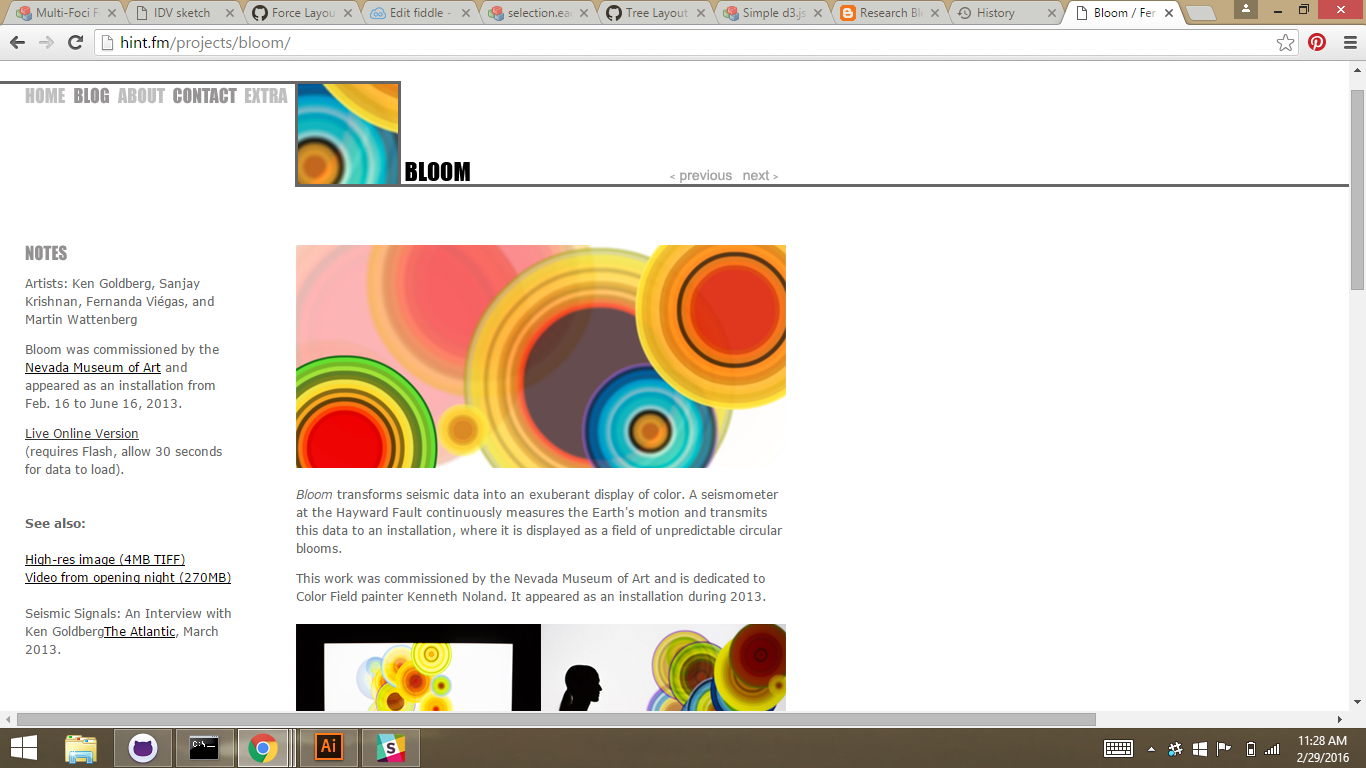 Multi-Foci F
IDV sketch
Force Layou
Edit fiddle -
selection.ea
Tree Layout
Simple d3.js
Research Bl
History
Bloom / Fer
hint.fm/projects/bloom/
HOME BLOG ABOUT CONTACT EXTRA
BLOOM
< previous next >
NOTES
Artists: Ken Goldberg, Sanjay
Krishnan, Fernanda Viégas, and
Martin Wattenberg
Bloom was commissioned by the
Nevada Museum of Art and
appeared as an installation from
Feb. 16 to June 16, 2013.
Live Online Version
(requires Flash, allow 30 seconds
for data to load).
See also:
High-res image (4MB TIFF)
Video from opening night (270MB)
Seismic Signals: An Interview with
Ken GoldbergThe Atlantic, March
2013.
Bloom transforms seismic data into an exuberant display of color. A seismometer
at the Hayward Fault continuously measures the Earth's motion and transmits
this data to an installation, where it is displayed as a field of unpredictable circular
blooms.
This work was commissioned by the Nevada Museum of Art and is dedicated to
Color Field painter Kenneth Noland. It appeared as an installation during 2013.
C:\_
Ai
S
11:28 AM
2/29/2016